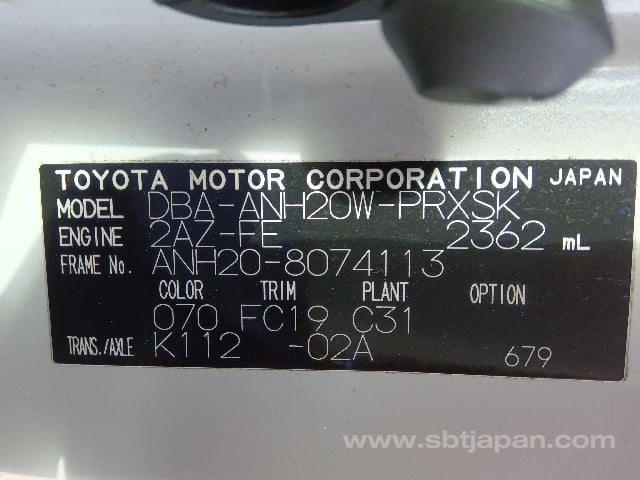 TOYOTA MOTOR CORPORATION JAPAN
MODEL DBA-ANH20W-PRXSK
ENGINE 2AZ-FE 2362 mL
FRAME No. ANH20-8074113
COLOR TRIM PLANT OPTION
070 FC19 C31
TRANS./AXLE K112 -02A 679
www.sbtjapan.com